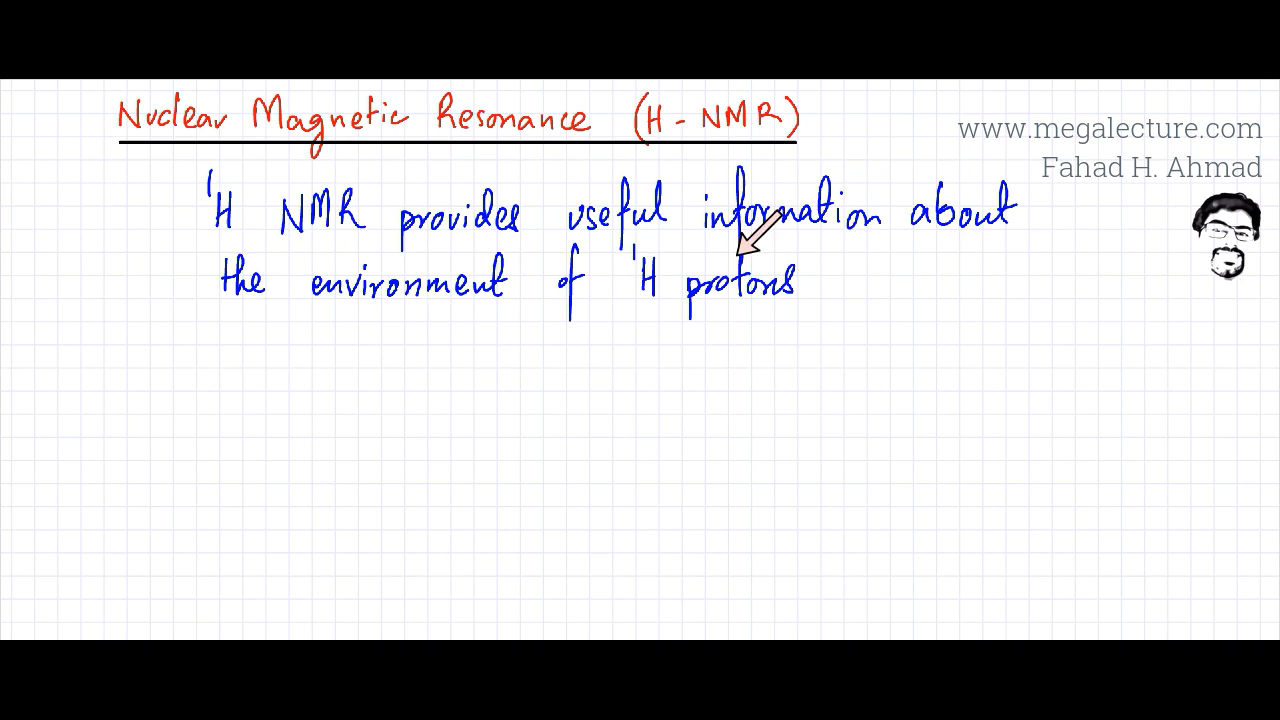 Nuclear Magnetic Resonance (H - NMR)
www.megalecture.com
Fahad H. Ahmad
¹H NMR provides useful information about
the environment of ¹H protons